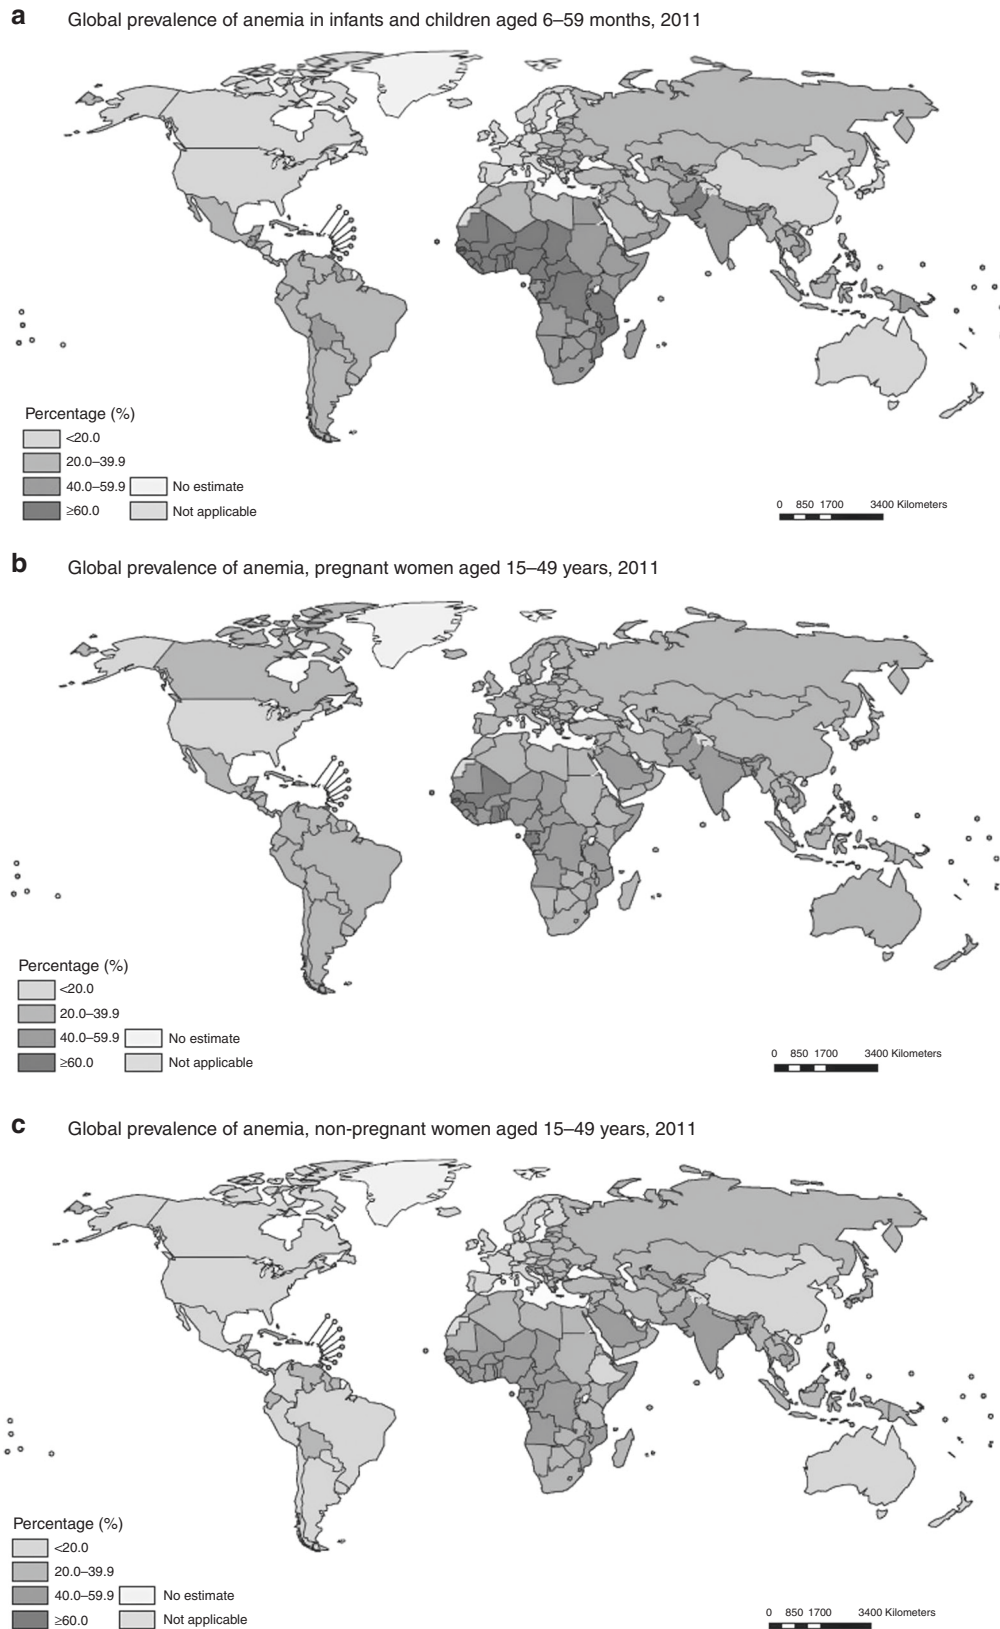 a Global prevalence of anemia in infants and children aged 6–59 months, 2011
Percentage (%)
<20.0
20.0–39.9
40.0–59.9 No estimate
≥60.0 Not applicable
0 850 1700 3400 Kilometers
b Global prevalence of anemia, pregnant women aged 15–49 years, 2011
Percentage (%)
<20.0
20.0–39.9
40.0–59.9 No estimate
≥60.0 Not applicable
0 850 1700 3400 Kilometers
c Global prevalence of anemia, non-pregnant women aged 15–49 years, 2011
Percentage (%)
<20.0
20.0–39.9
40.0–59.9 No estimate
≥60.0 Not applicable
0 850 1700 3400 Kilometers